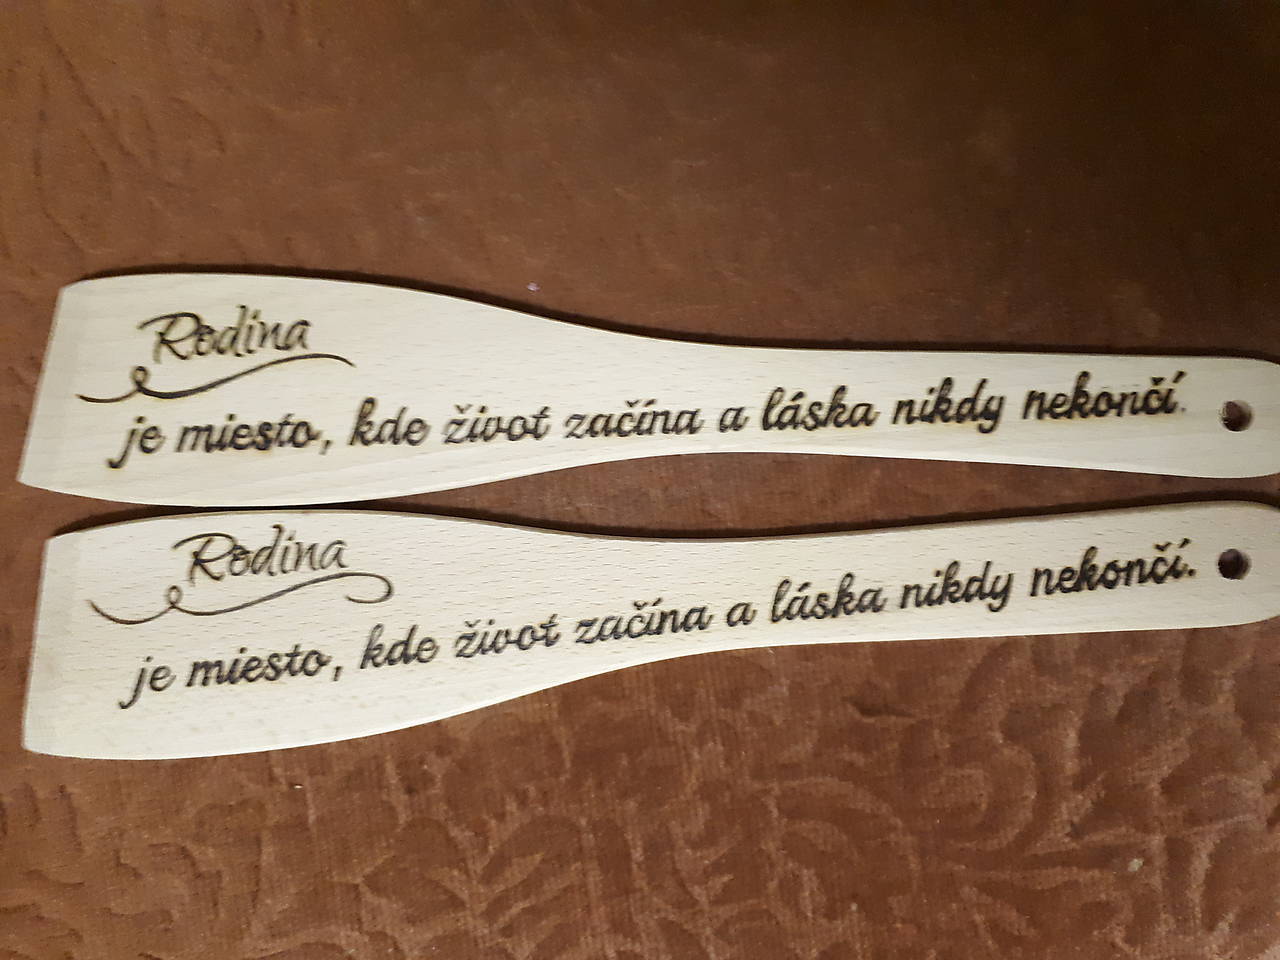 Rodina
je miesto, kde život začína a láska nikdy nekončí.
Rodina
je miesto, kde život začína a láska nikdy nekončí.